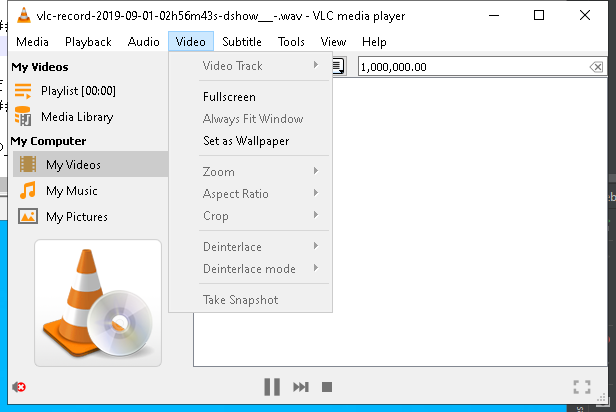 vlc-record-2019-09-01-02h56m43s-dshow__-.wav - VLC media player
Media Playback Audio Video Subtitle Tools View Help
My Videos
Playlist [00:00]
Media Library
My Computer
My Videos
My Music
My Pictures
Video Track
Fullscreen
Always Fit Window
Set as Wallpaper
Zoom
Aspect Ratio
Crop
Deinterlace
Deinterlace mode
Take Snapshot
1,000,000.00